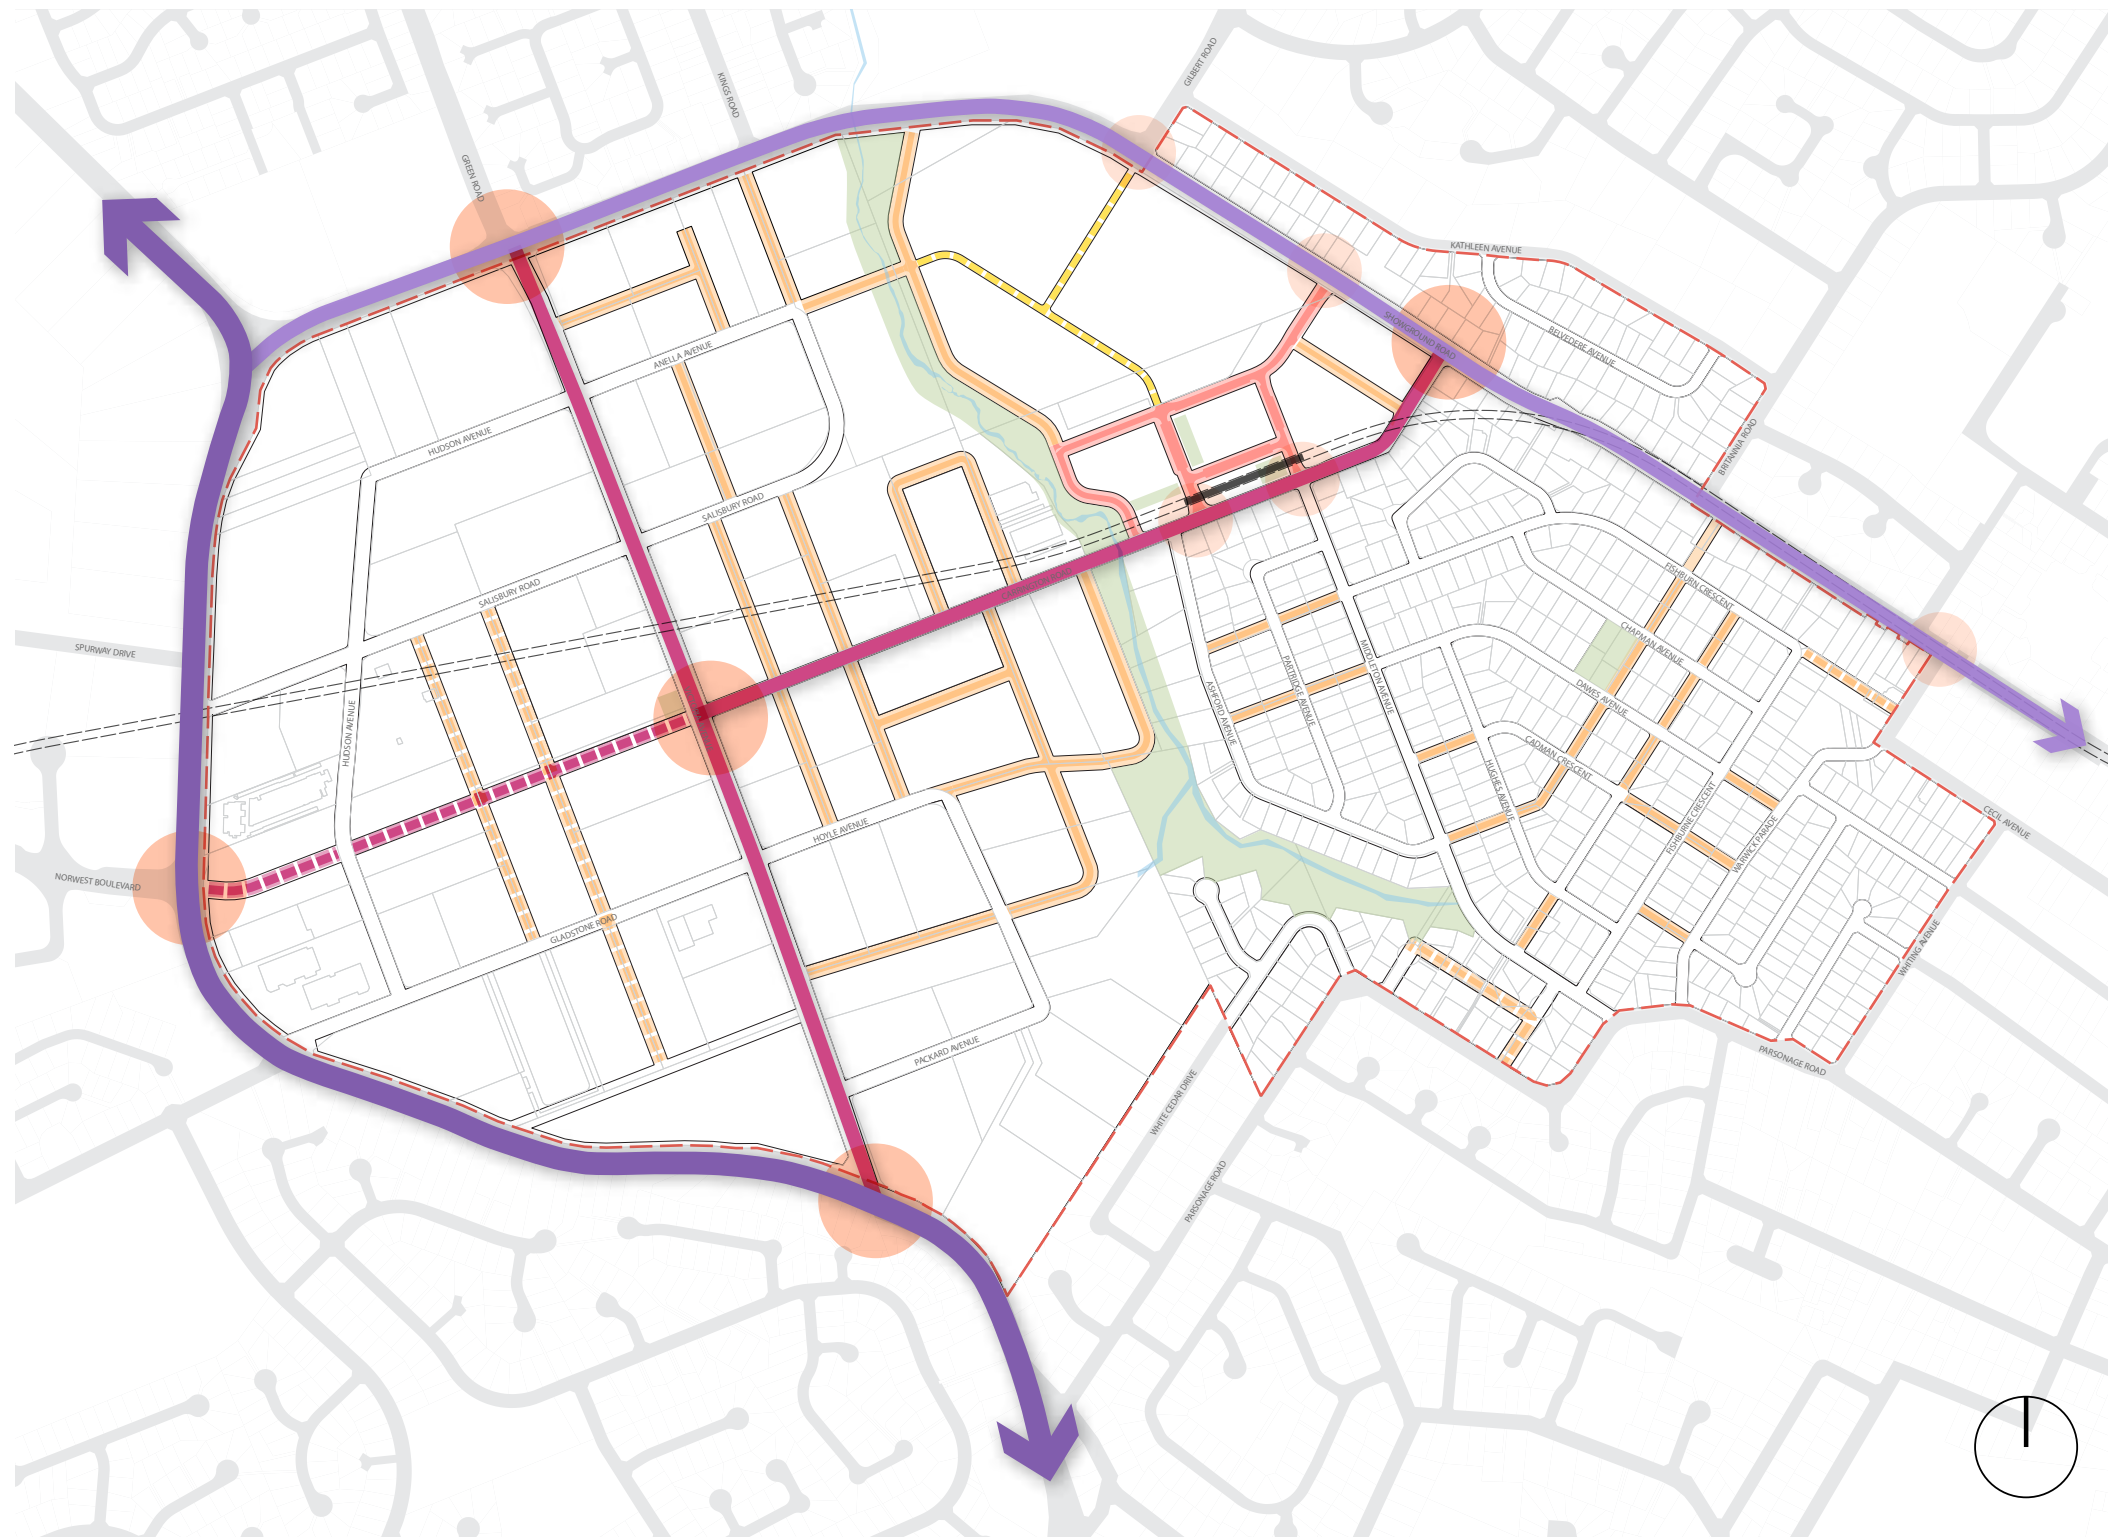 GILBERT ROAD
KINGS ROAD
GREEN ROAD
KATHLEEN AVENUE
SHOWGROUND ROAD
BELVEDERE AVENUE
ANELLA AVENUE
HUDSON AVENUE
BRITANNIA ROAD
SALISBURY ROAD
SALISBURY ROAD
CARRINGTON ROAD
FISHBURN CRESCENT
CHAPMAN AVENUE
SPURWAY DRIVE
HUDSON AVENUE
ASHFORD AVENUE
PARTRIDGE AVENUE
MIDDLETON AVENUE
DAWES AVENUE
CADMAN CRESCENT
HUGHES AVENUE
FISHBURNE CRESCENT
WARWICK PARADE
CECIL AVENUE
HOYLE AVENUE
NORWEST BOULEVARD
GLADSTONE ROAD
WHITING AVENUE
PACKARD AVENUE
PARSONAGE ROAD
WHITE CEDAR DRIVE
PARSONAGE ROAD